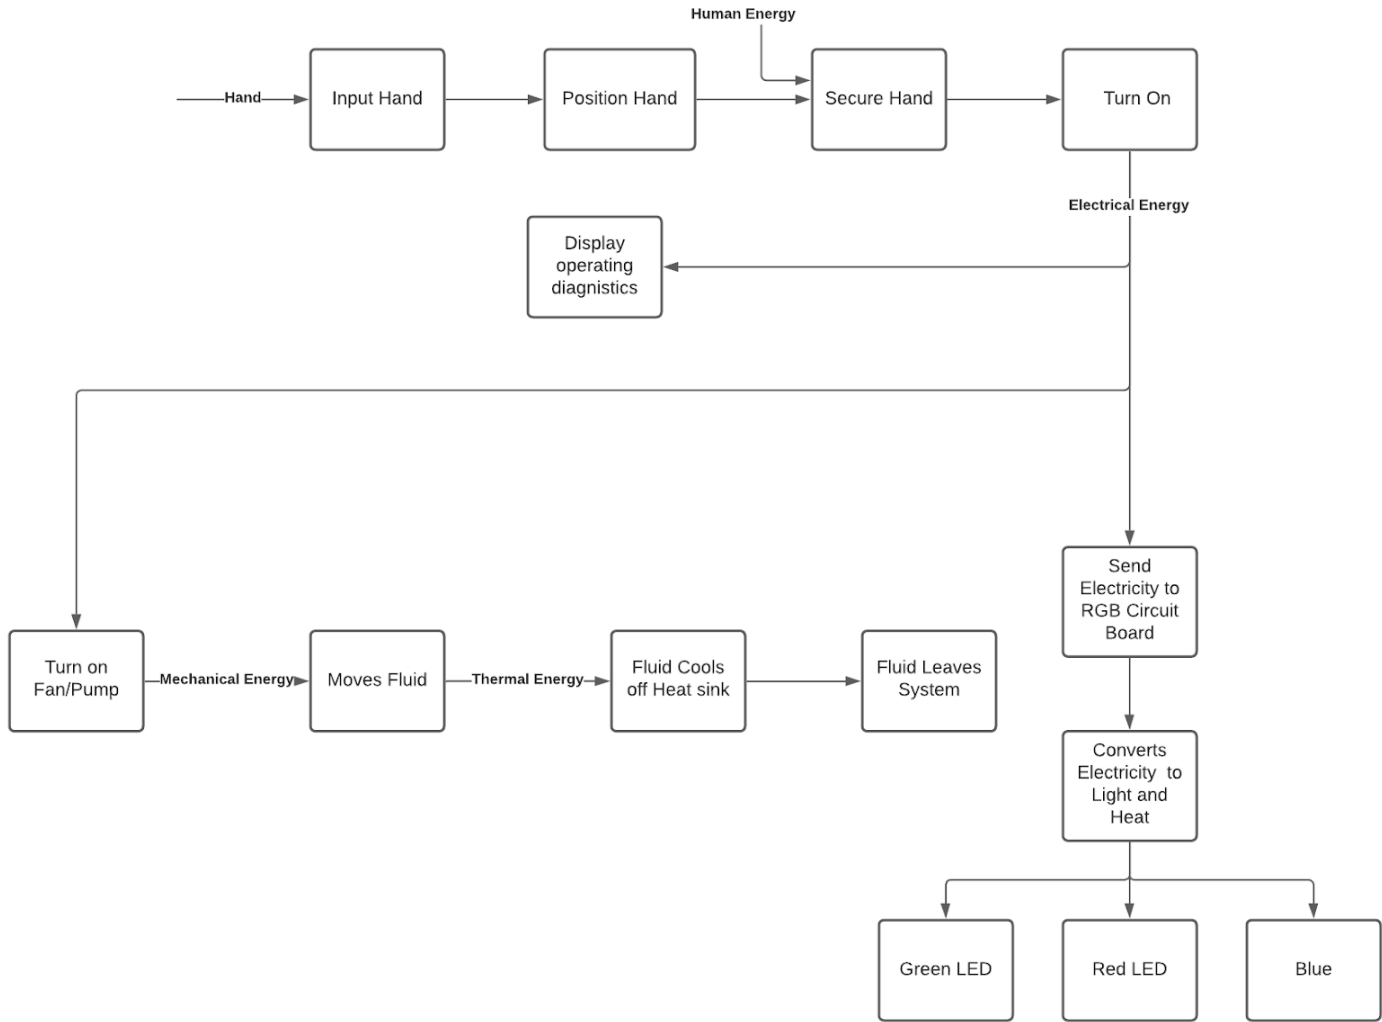 Human Energy
Hand
Input Hand
Position Hand
Secure Hand
Turn On
Electrical Energy
Display
operating
diagnistics
Send
Electricity to
RGB Circuit
Board
Turn on
Fan/Pump
Mechanical Energy
Moves Fluid
Thermal Energy
Fluid Cools
off Heat sink
Fluid Leaves
System
Converts
Electricity to
Light and
Heat
Green LED
Red LED
Blue